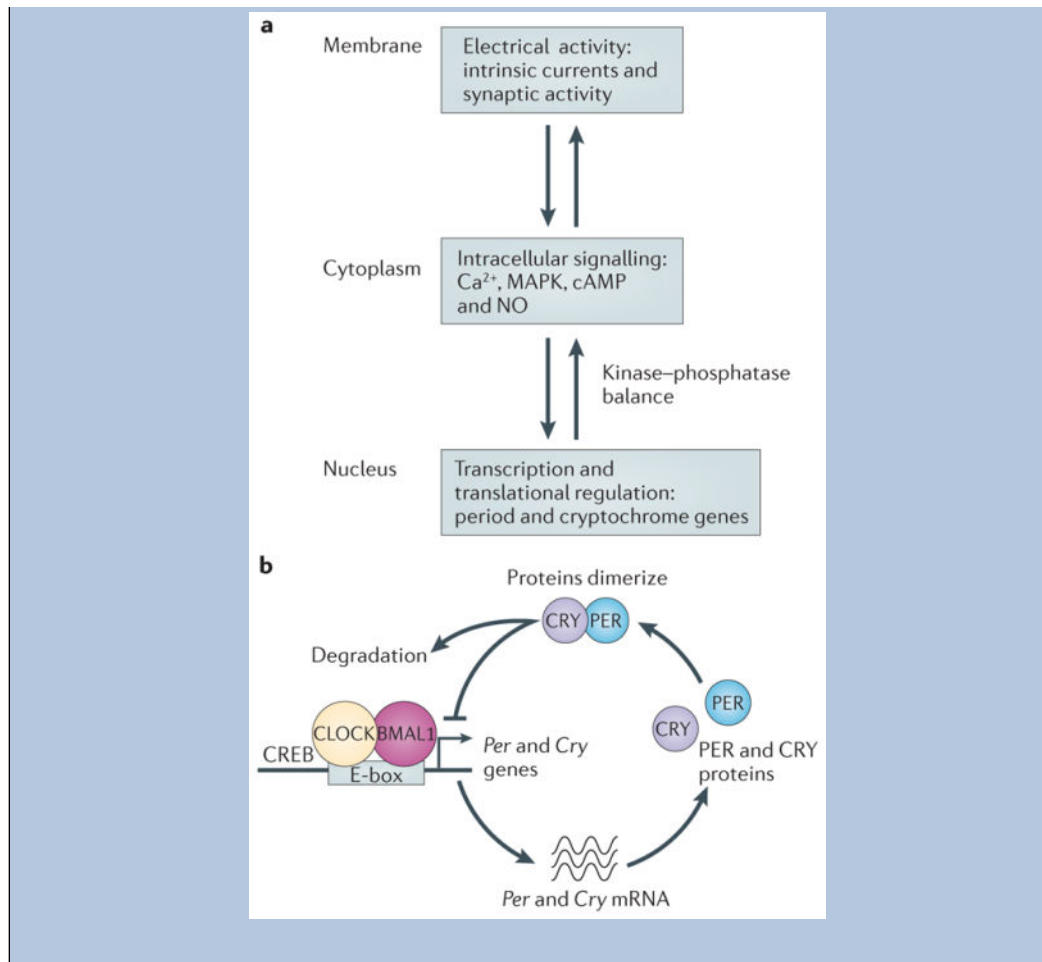 a
Membrane
Electrical activity:
intrinsic currents and
synaptic activity
Cytoplasm
Intracellular signalling:
Ca²⁺, MAPK, cAMP
and NO
Kinase–phosphatase
balance
Nucleus
Transcription and
translational regulation:
period and cryptochrome genes
b
Proteins dimerize
CRY PER
Degradation
PER
CLOCK BMAL1
CRY
CREB
E-box
Per and Cry
genes
PER and CRY
proteins
Per and Cry mRNA